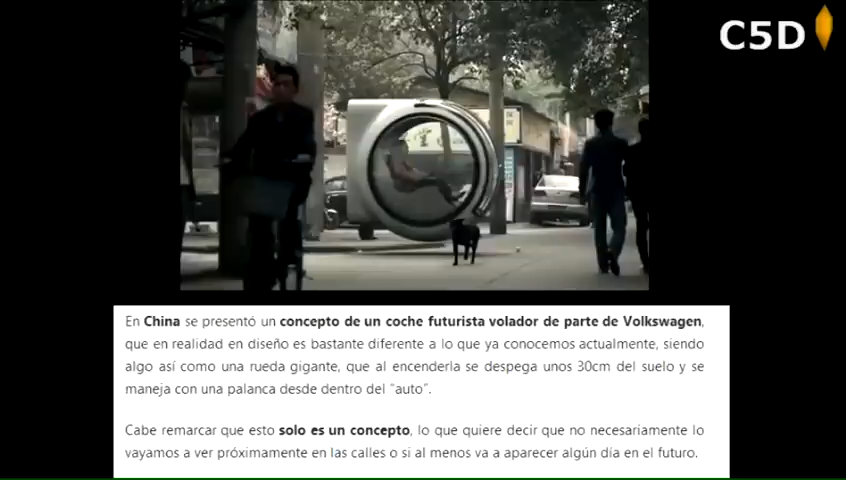 C5D
En China se presentó un concepto de un coche futurista volador de parte de Volkswagen,
que en realidad en diseño es bastante diferente a lo que ya conocemos actualmente, siendo
algo así como una rueda gigante, que al encenderla se despega unos 30cm del suelo y se
maneja con una palanca desde dentro del "auto".
Cabe remarcar que esto solo es un concepto, lo que quiere decir que no necesariamente lo
vayamos a ver próximamente en las calles o si al menos va a aparecer algún día en el futuro.